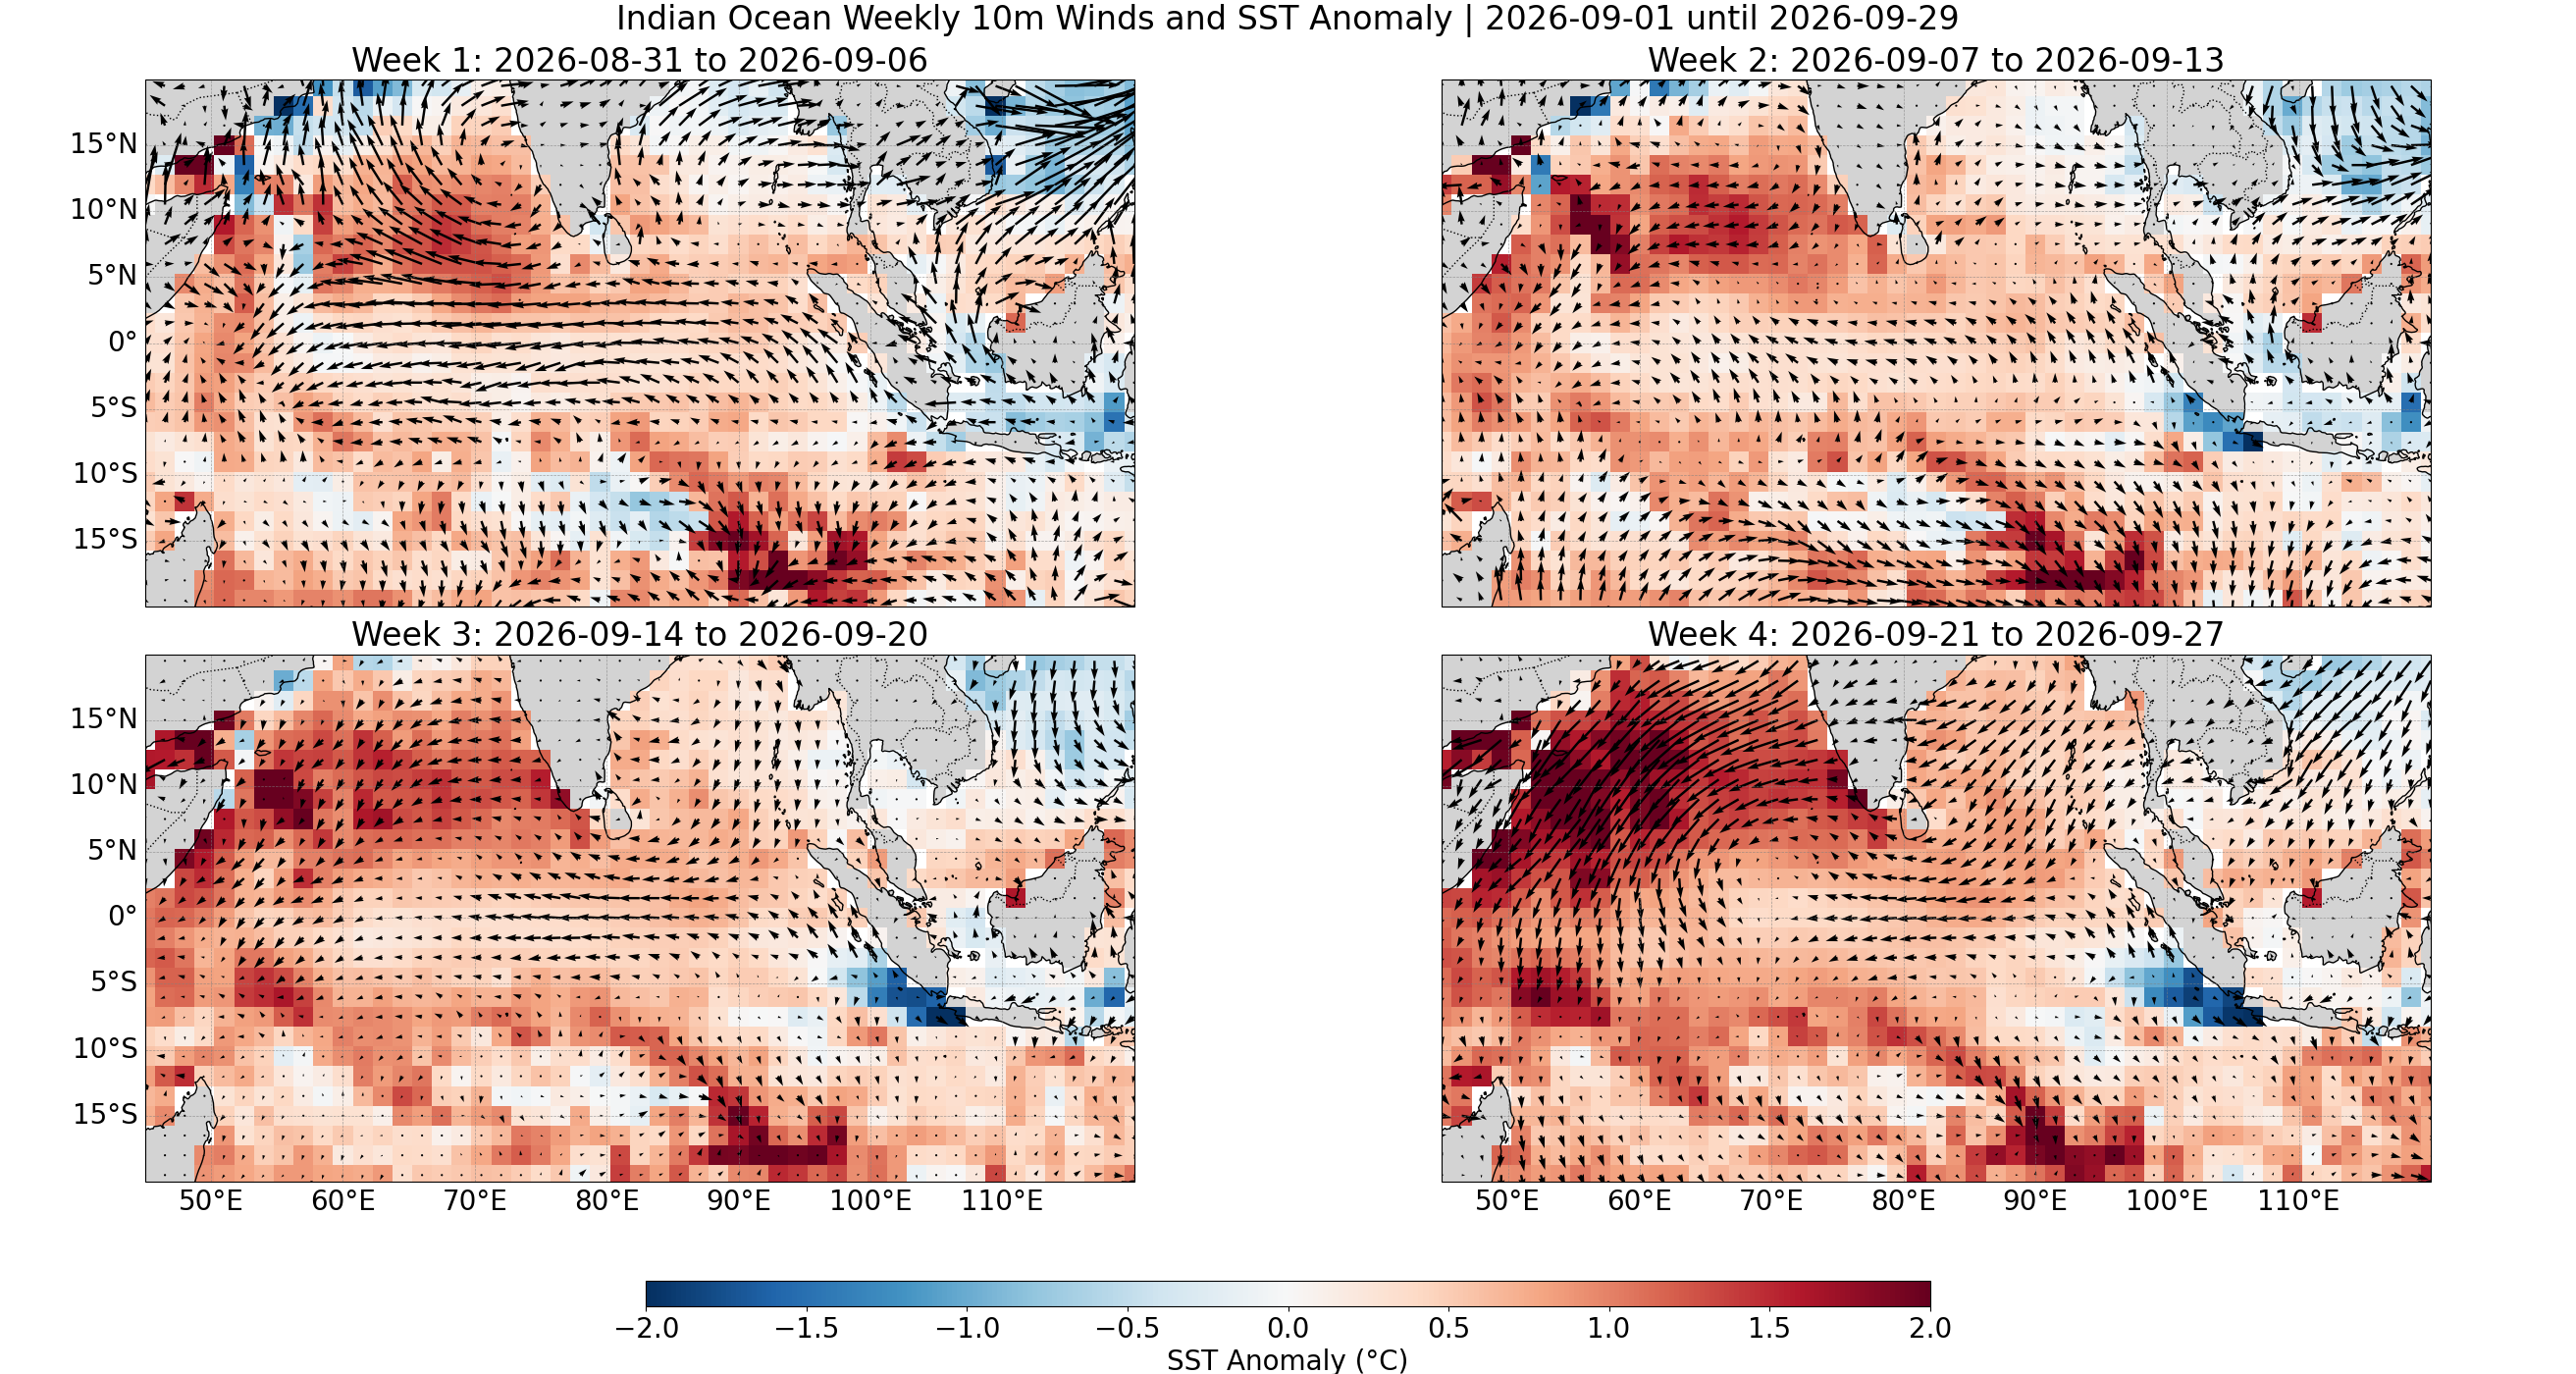 Indian Ocean Weekly 10m Winds and SST Anomaly | 2026-09-01 until 2026-09-29
Week 1: 2026-08-31 to 2026-09-06
Week 2: 2026-09-07 to 2026-09-13
15°N
10°N
5°N
0°
5°S
10°S
15°S
Week 3: 2026-09-14 to 2026-09-20
Week 4: 2026-09-21 to 2026-09-27
15°N
10°N
5°N
0°
5°S
10°S
15°S
50°E 60°E 70°E 80°E 90°E 100°E 110°E
50°E 60°E 70°E 80°E 90°E 100°E 110°E
−2.0 −1.5 −1.0 −0.5 0.0 0.5 1.0 1.5 2.0
SST Anomaly (°C)